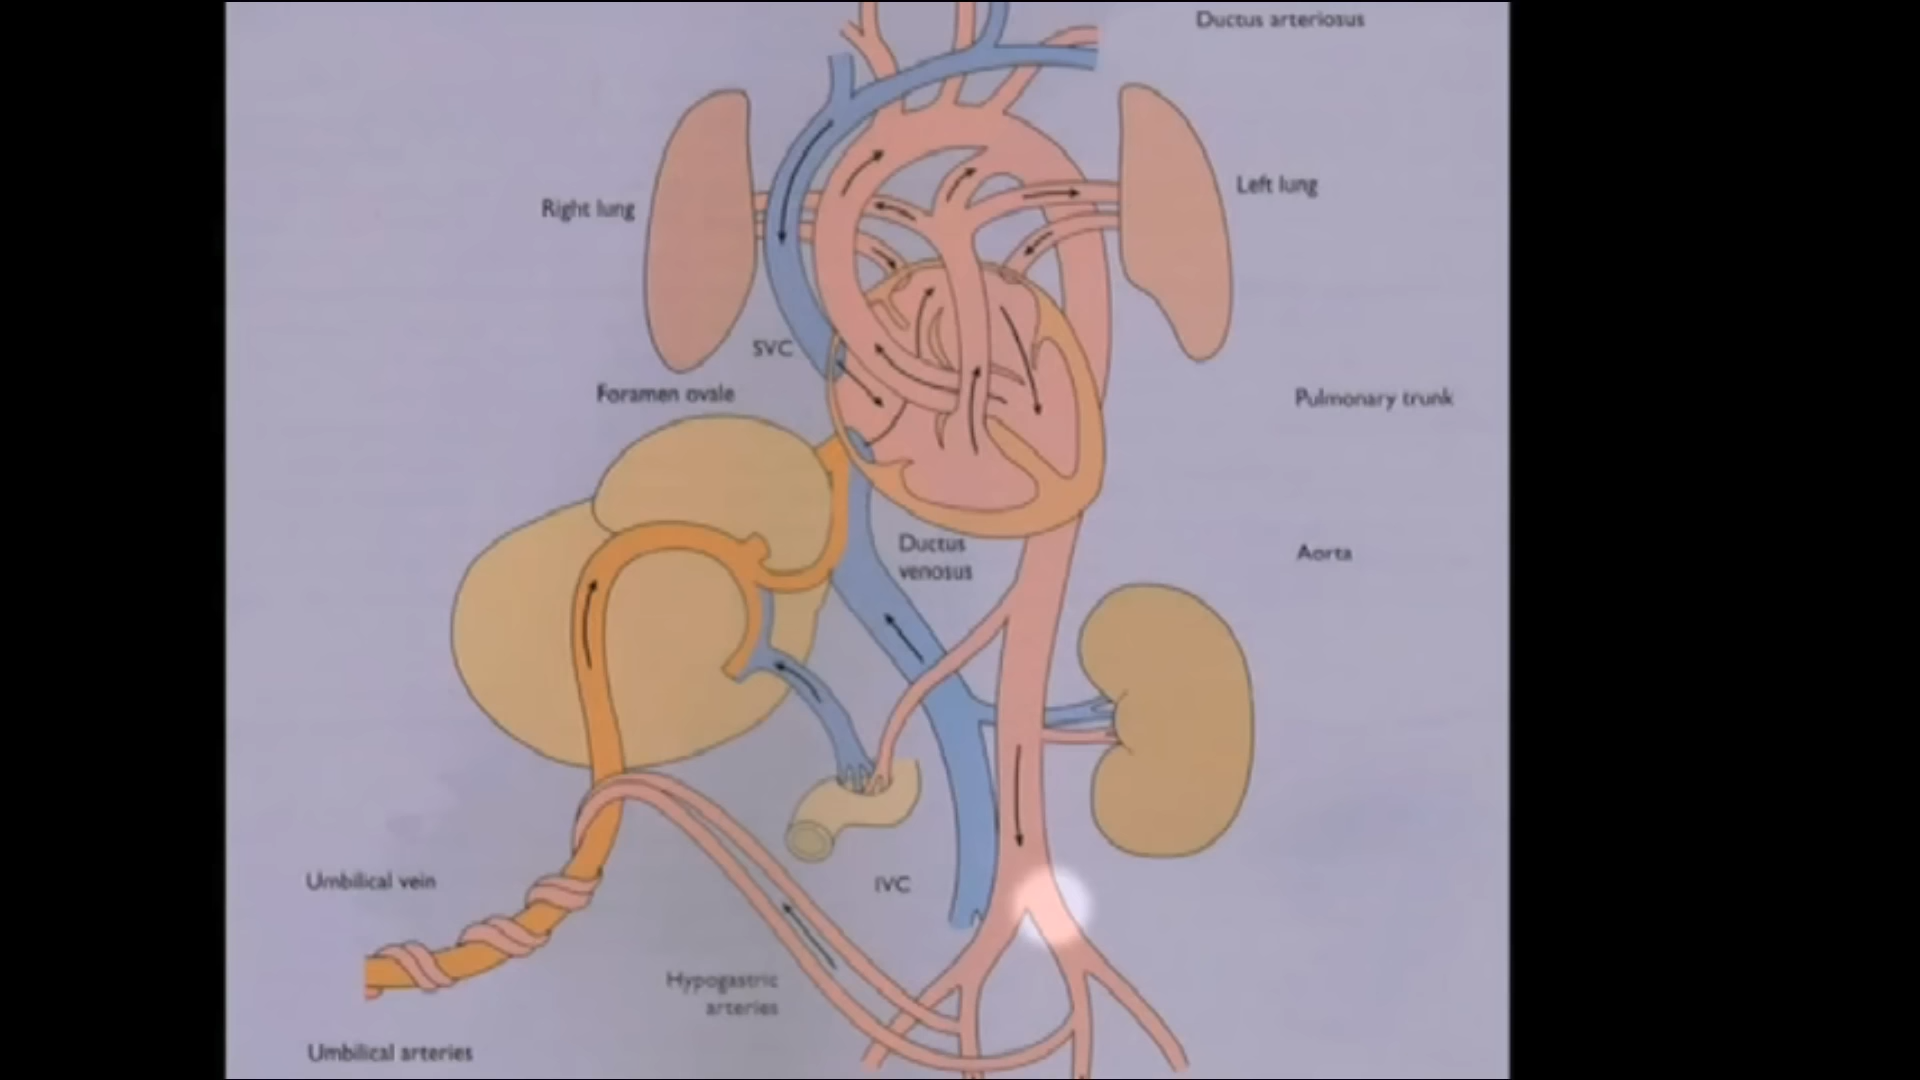 Ductus arteriosus
Left lung
Right lung
SVC
Foramen ovale
Pulmonary trunk
Ductus
venosus
Aorta
Umbilical vein
IVC
Hypogastric
arteries
Umbilical arteries